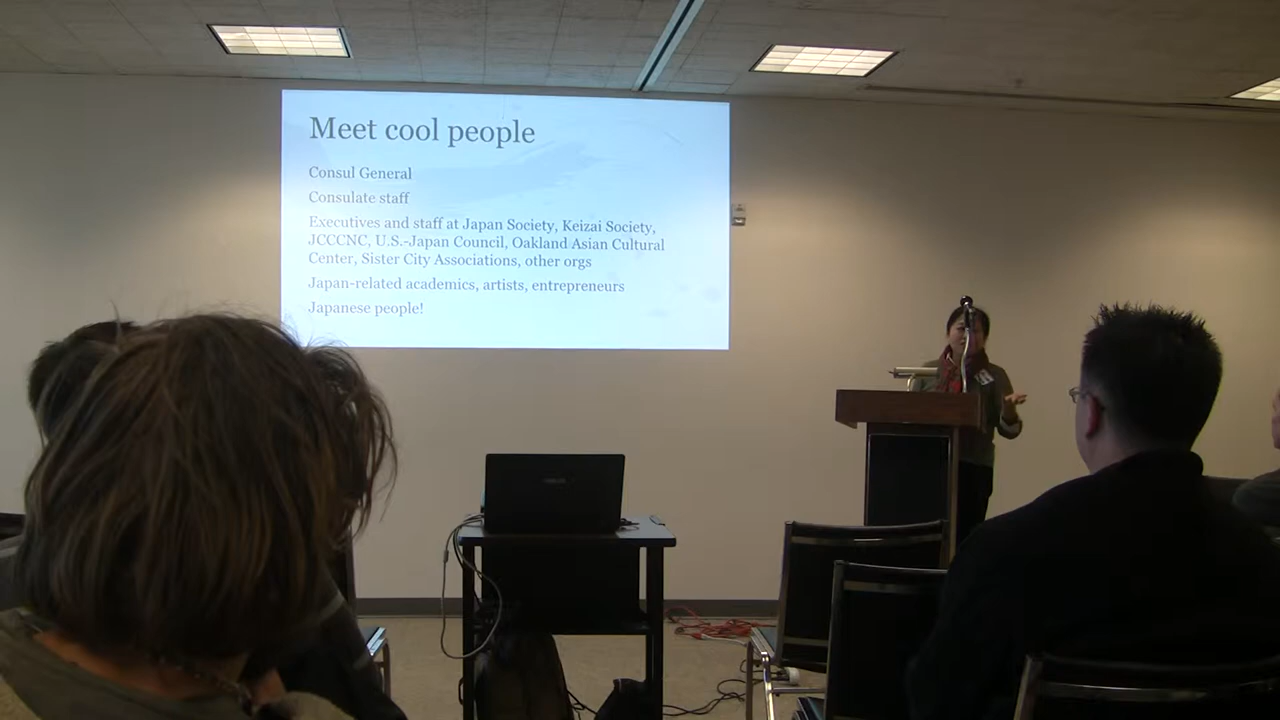 Meet cool people
Consul General
Consulate staff
Executives and staff at Japan Society, Keizai Society,
JCCCNC, U.S.-Japan Council, Oakland Asian Cultural
Center, Sister City Associations, other orgs
Japan-related academics, artists, entrepreneurs
Japanese people!